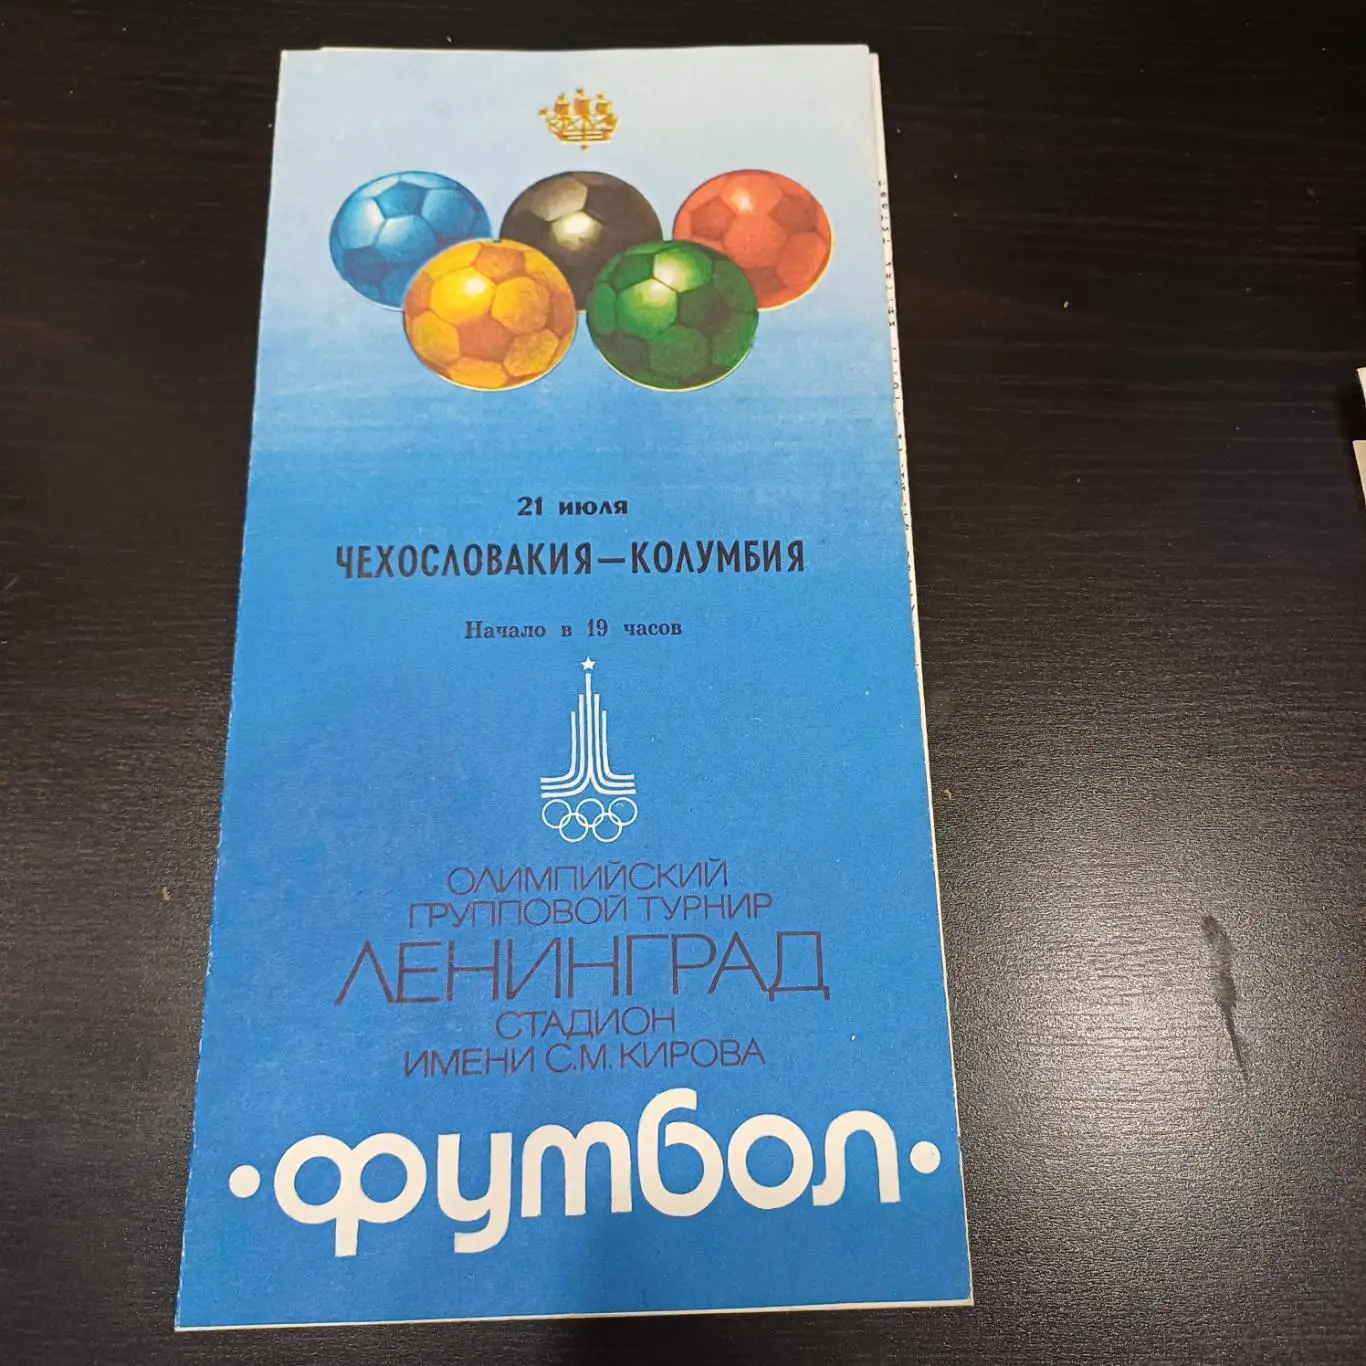 21 июля
ЧЕХОСЛОВАКИЯ—КОЛУМБИЯ
Начало в 19 часов
ОЛИМПИЙСКИЙ
ГРУППОВОЙ ТУРНИР
ЛЕНИНГРАД
СТАДИОН
ИМЕНИ С.М. КИРОВА
•футбол•